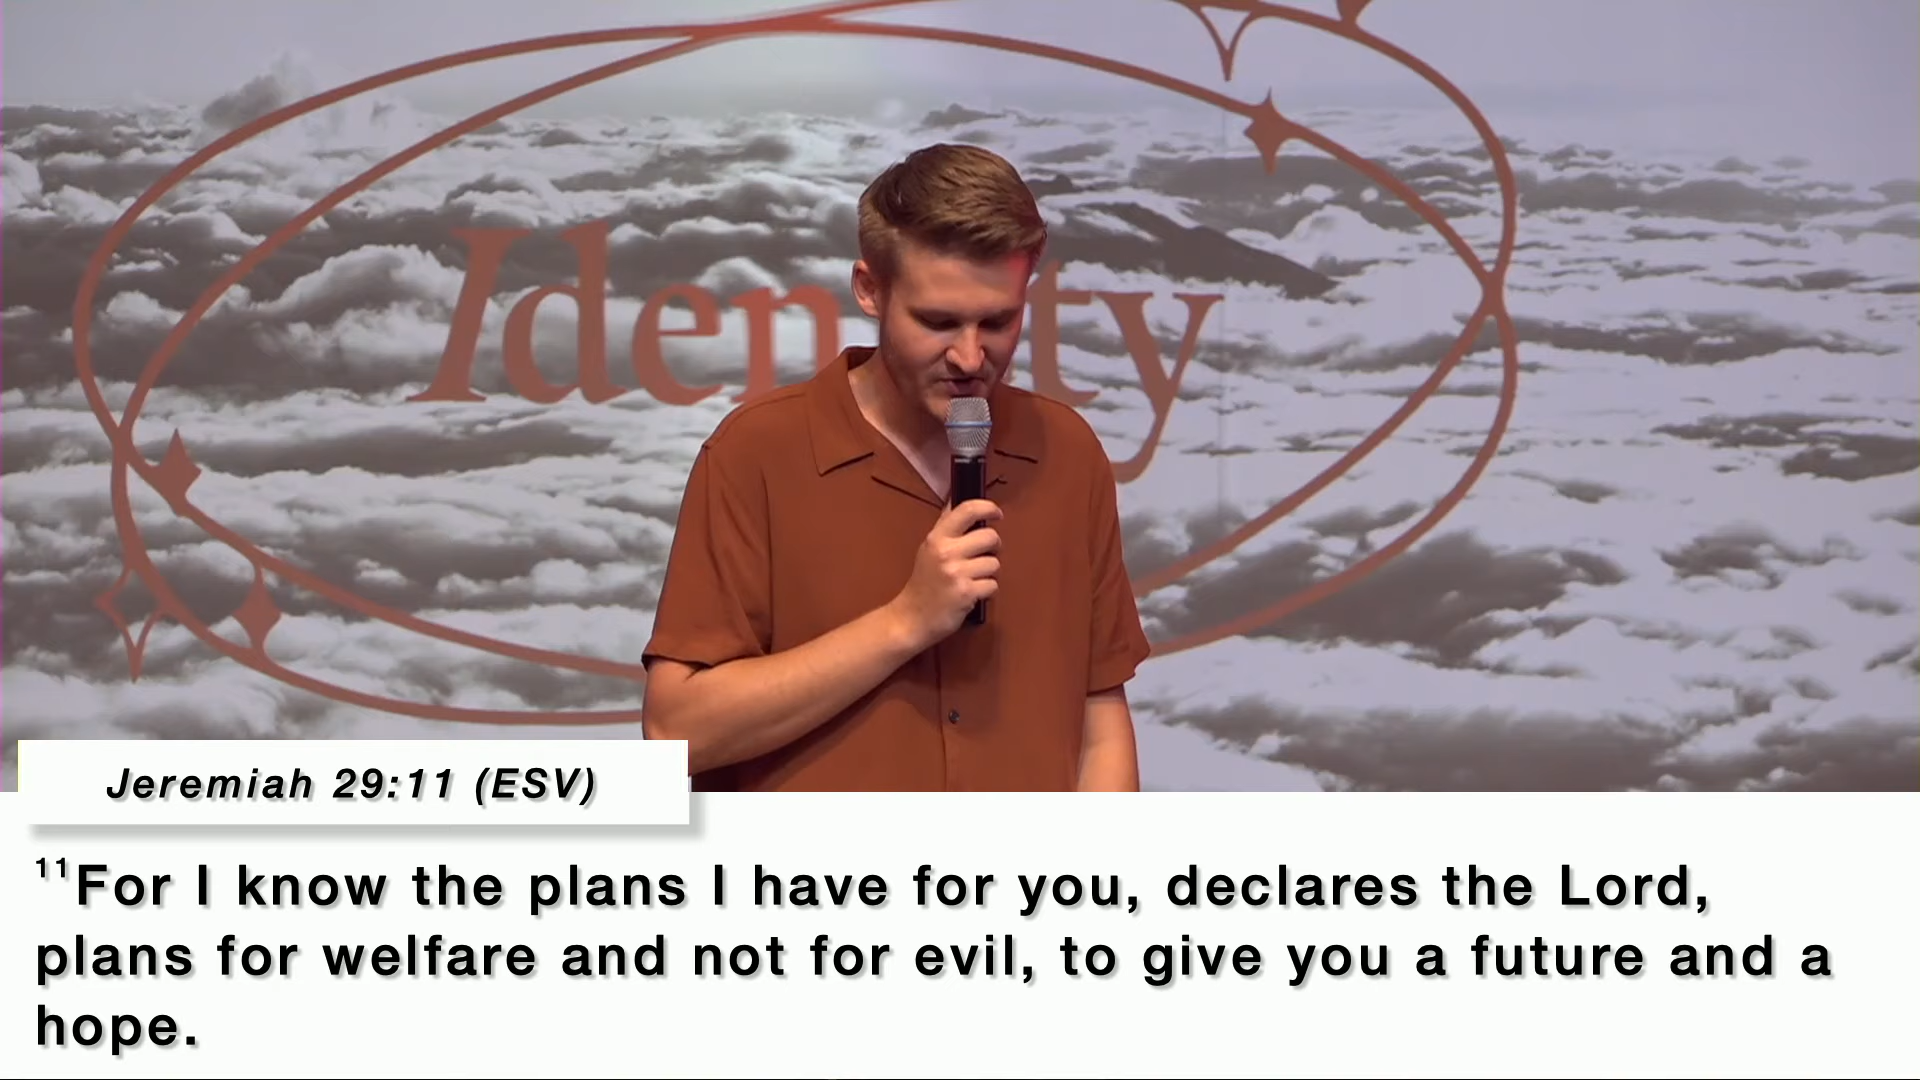 Identity
Jeremiah 29:11 (ESV)
11For I know the plans I have for you, declares the Lord,
plans for welfare and not for evil, to give you a future and a
hope.